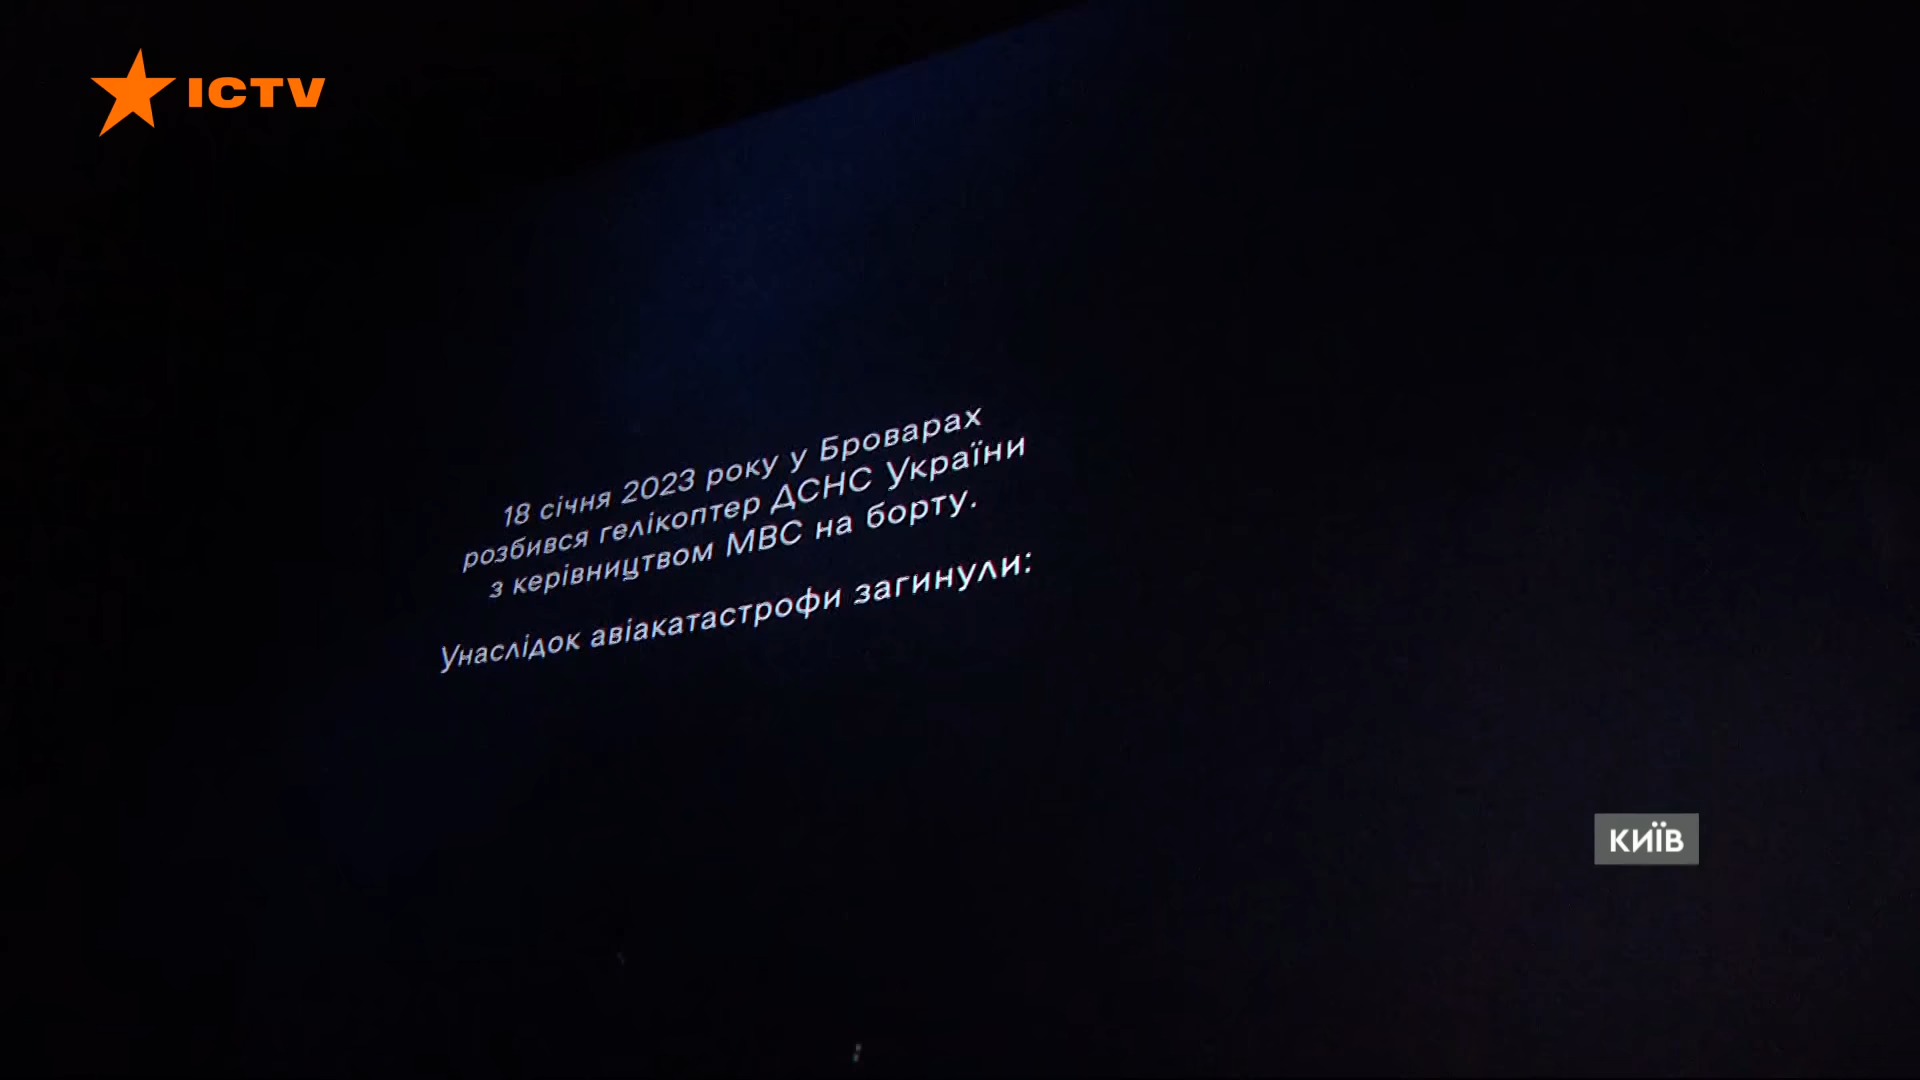 ICTV
18 січня 2023 року у Броварах
розбився гелікоптер ДСНС України
з керівництвом МВС на борту.
Унаслідок авіакатастрофи загинули:
КИЇВ